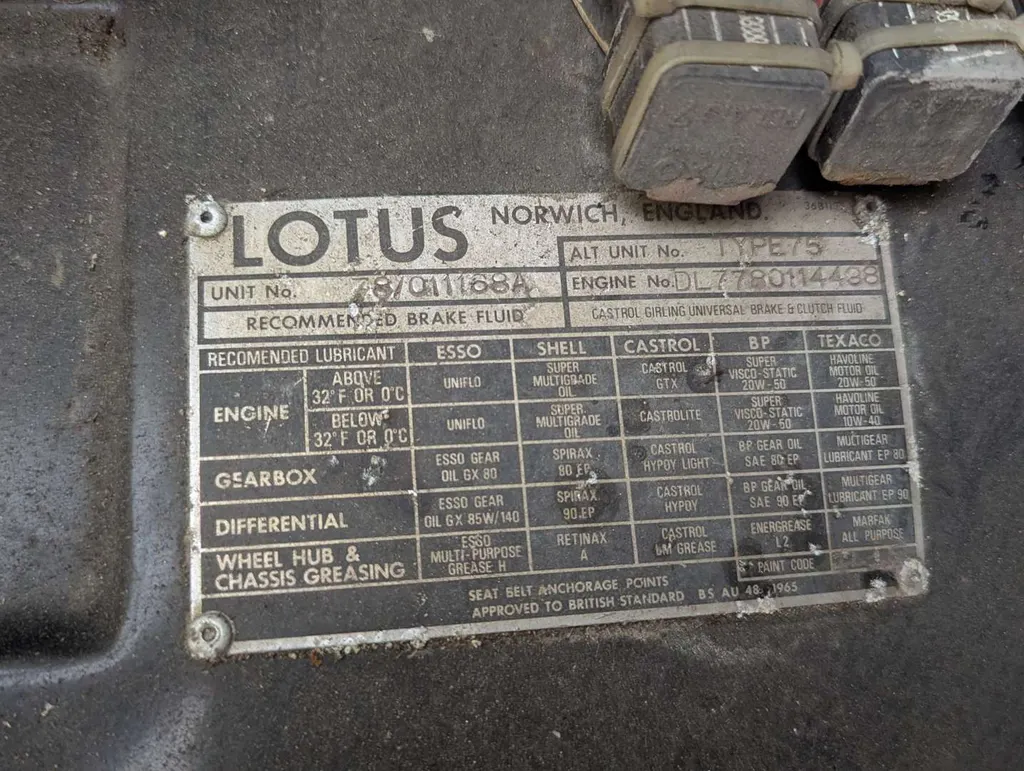 LOTUS NORWICH, ENGLAND.
ALT UNIT No. TYPE 75
UNIT No. 78/011168A ENGINE No. DL7780114498
RECOMMENDED BRAKE FLUID CASTROL GIRLING UNIVERSAL BRAKE & CLUTCH FLUID
RECOMENDED LUBRICANT ESSO SHELL CASTROL BP TEXACO
ENGINE
ABOVE 32°F OR 0°C
UNIFLO
SUPER
MULTIGRADE
OIL
CASTROL
GTX
SUPER
VISCO-STATIC
20W-50
HAVOLINE
MOTOR OIL
20W-50
BELOW
32°F OR 0°C
UNIFLO
SUPER
MULTIGRADE
OIL
CASTROLITE
SUPER
VISCO-STATIC
20W-50
HAVOLINE
MOTOR OIL
10W-40
GEARBOX
ESSO GEAR
OIL GX 80
SPIRAX
80 EP
CASTROL
HYPOY LIGHT
BP GEAR OIL
SAE 80 EP
MULTIGEAR
LUBRICANT EP 80
DIFFERENTIAL
ESSO GEAR
OIL GX 85W/140
SPIRAX
90 EP
CASTROL
HYPOY
BP GEAR OIL
SAE 90 EP
MULTIGEAR
LUBRICANT EP 90
WHEEL HUB &
CHASSIS GREASING
ESSO
MULTI-PURPOSE
GREASE H
RETINAX
A
CASTROL
LM GREASE
ENERGREASE
L2
MARFAK
ALL PURPOSE
PAINT CODE
SEAT BELT ANCHORAGE POINTS
APPROVED TO BRITISH STANDARD BS AU 48 1965